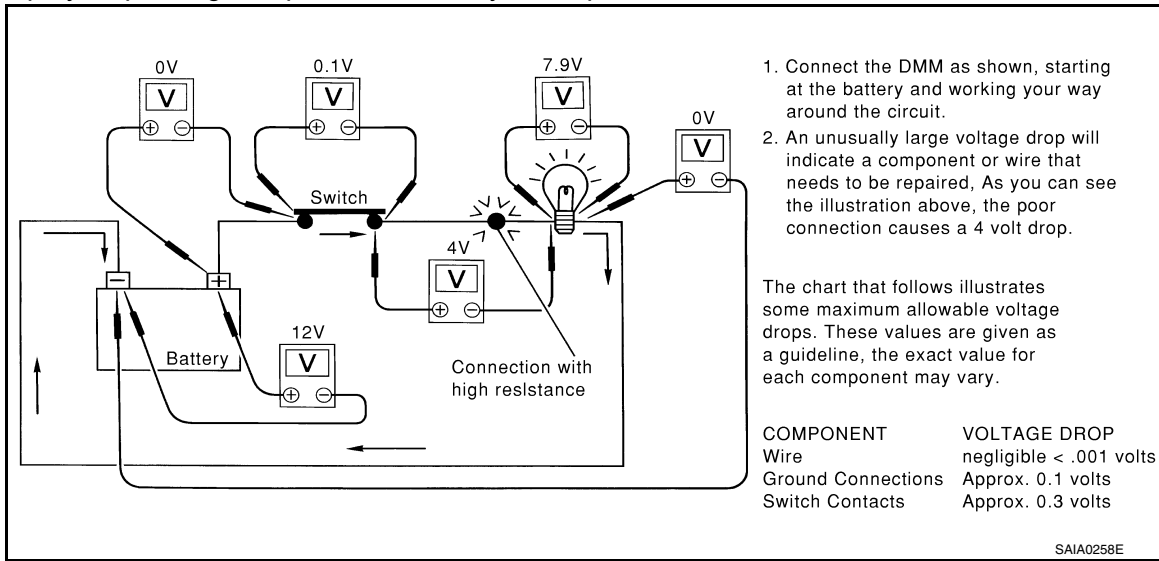 0V
0.1V
7.9V
0V
V
V
V
V
Switch
4V
V
12V
V
Battery
Connection with
high resIstance
1. Connect the DMM as shown, starting
at the battery and working your way
around the circuit.
2. An unusually large voltage drop will
indicate a component or wire that
needs to be repaired, As you can see
the illustration above, the poor
connection causes a 4 volt drop.
The chart that follows illustrates
some maximum allowable voltage
drops. These values are given as
a guideline, the exact value for
each component may vary.
COMPONENT VOLTAGE DROP
Wire negligible < .001 volts
Ground Connections Approx. 0.1 volts
Switch Contacts Approx. 0.3 volts
SAIA0258E